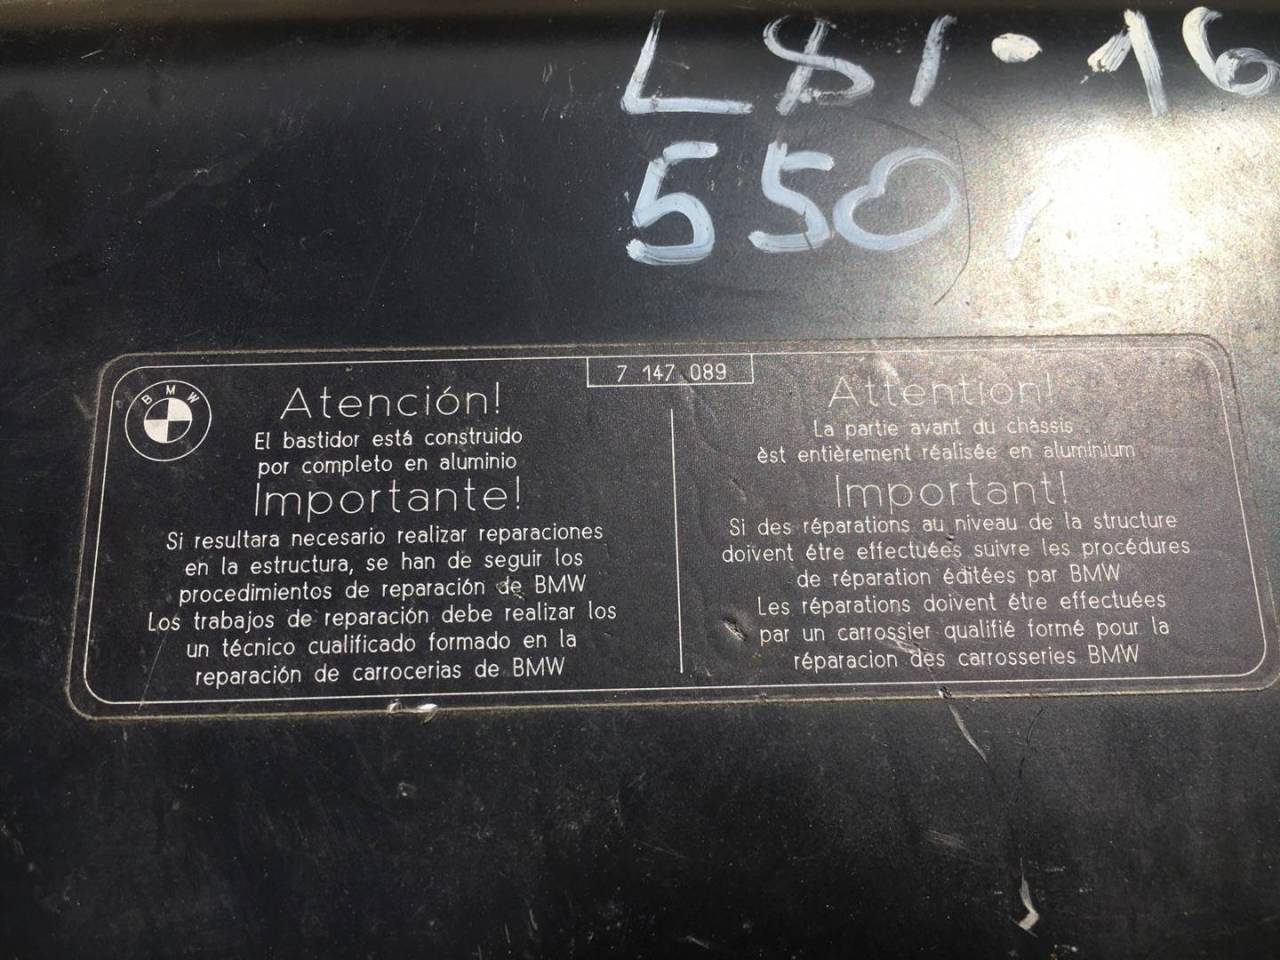 LSI·16
550
7 147 089
BMW
Atención!
El bastidor está construido
por completo en aluminio
Importante!
Si resultara necesario realizar reparaciones
en la estructura, se han de seguir los
procedimientos de reparación de BMW
Los trabajos de reparación debe realizar los
un técnico cualificado formado en la
reparación de carrocerias de BMW
Attention!
La partie avant du châssis
èst entièrement réalisée en aluminium
Important!
Si des réparations au niveau de la structure
doivent étre effectuées suivre les procédures
de réparation éditées par BMW
Les réparations doivent étre effectuées
par un carrossier qualifié formé pour la
réparacion des carrosseries BMW